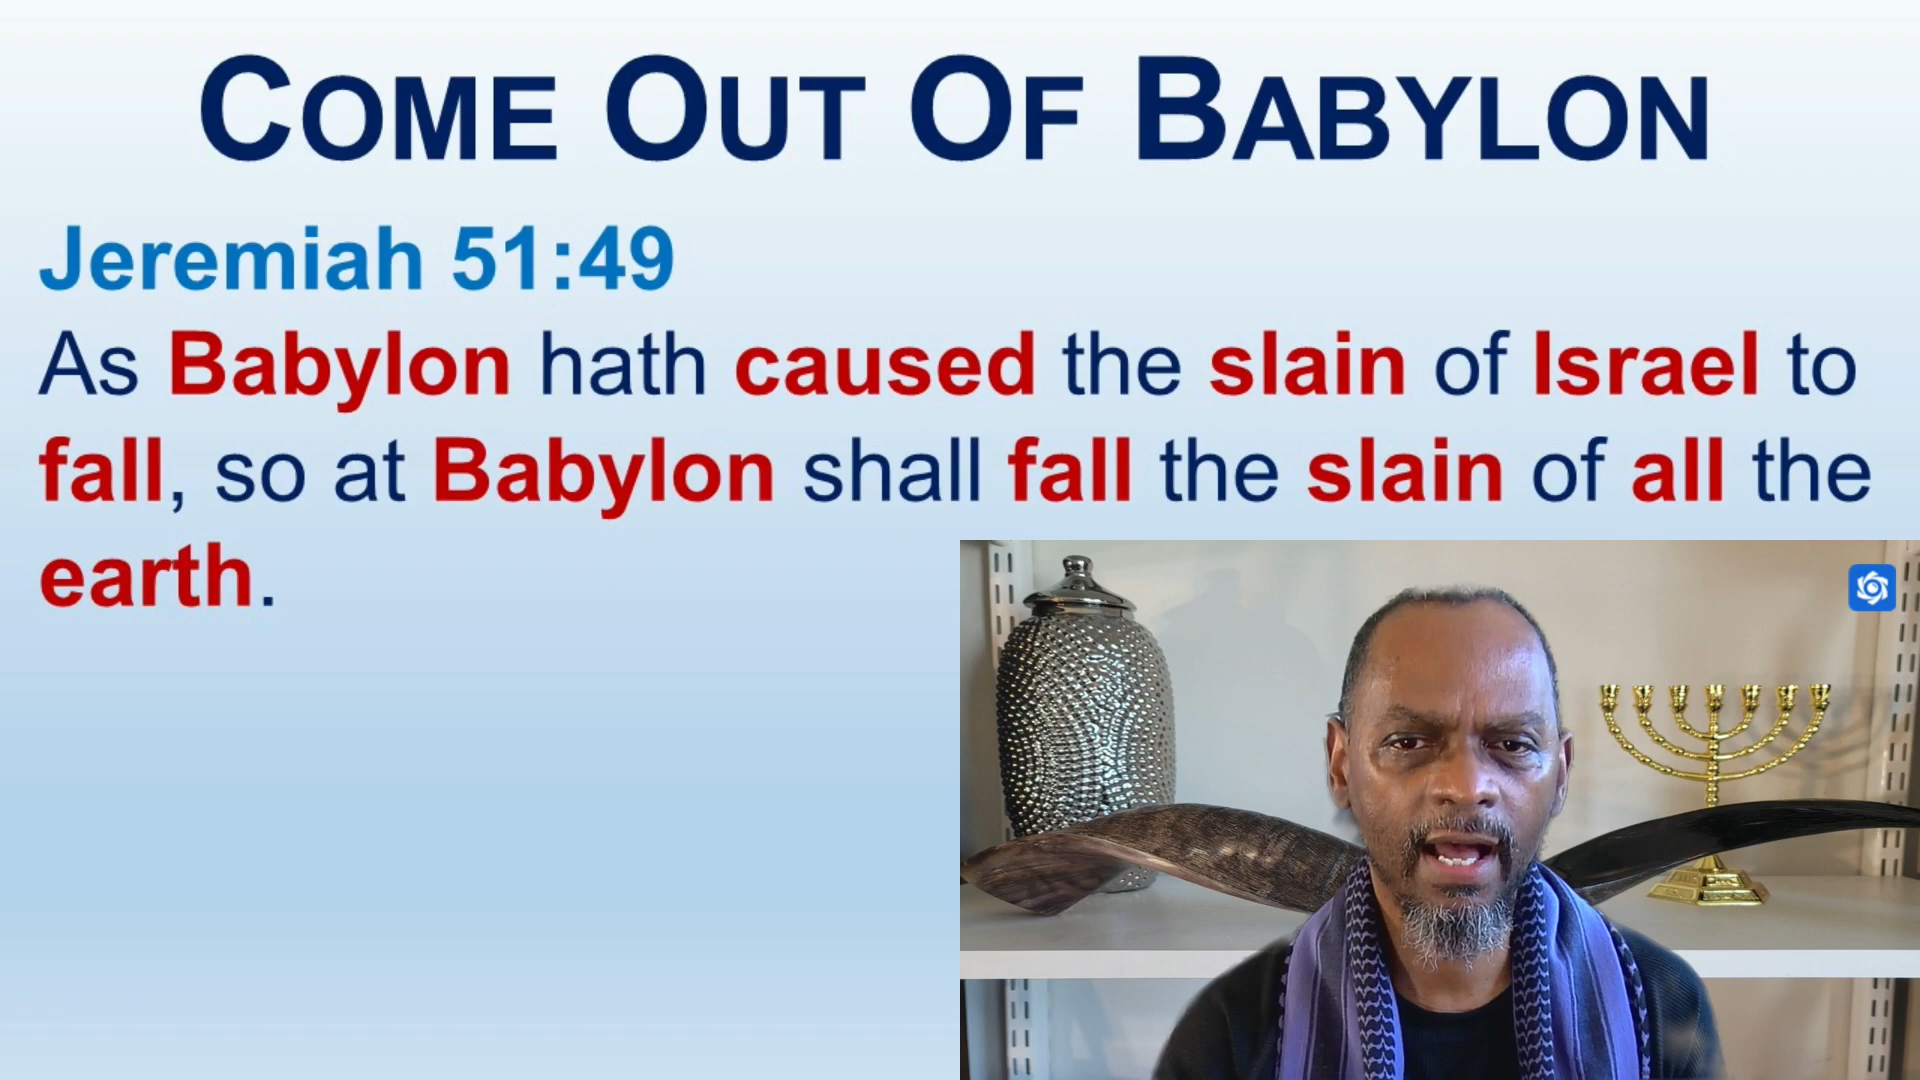 COME OUT OF BABYLON
Jeremiah 51:49
As Babylon hath caused the slain of Israel to
fall, so at Babylon shall fall the slain of all the
earth.